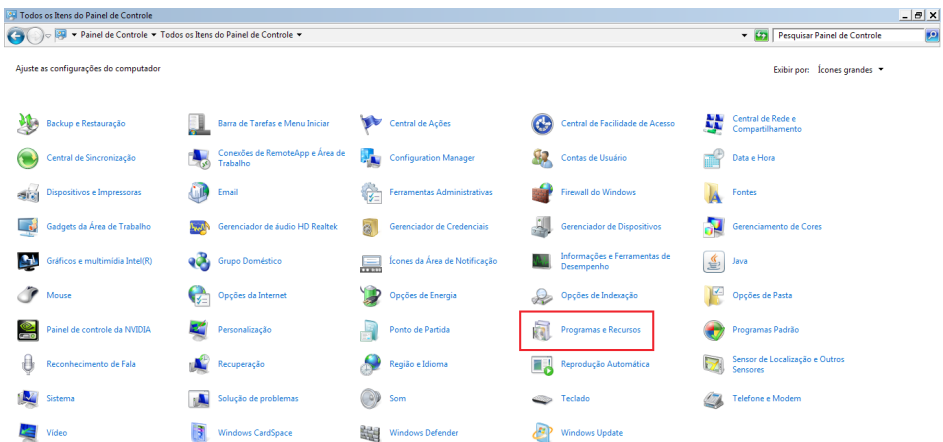 Todos os Itens do Painel de Controle
Painel de Controle Todos os Itens do Painel de Controle
Pesquisar Painel de Controle
Ajuste as configurações do computador
Exibir por: Ícones grandes
Backup e Restauração
Barra de Tarefas e Menu Iniciar
Central de Ações
Central de Facilidade de Acesso
Central de Rede e
Compartilhamento
Central de Sincronização
Conexões de RemoteApp e Área de
Trabalho
Configuration Manager
Contas de Usuário
Data e Hora
Dispositivos e Impressoras
Email
Ferramentas Administrativas
Firewall do Windows
Fontes
Gadgets da Área de Trabalho
Gerenciador de áudio HD Realtek
Gerenciador de Credenciais
Gerenciador de Dispositivos
Gerenciamento de Cores
Gráficos e multimídia Intel(R)
Grupo Doméstico
Ícones da Área de Notificação
Informações e Ferramentas de
Desempenho
Java
Mouse
Opções da Internet
Opções de Energia
Opções de Indexação
Opções de Pasta
Painel de controle da NVIDIA
Personalização
Ponto de Partida
Programas e Recursos
Programas Padrão
Reconhecimento de Fala
Recuperação
Região e Idioma
Reprodução Automática
Sensor de Localização e Outros
Sensores
Sistema
Solução de problemas
Som
Teclado
Telefone e Modem
Vídeo
Windows CardSpace
Windows Defender
Windows Update